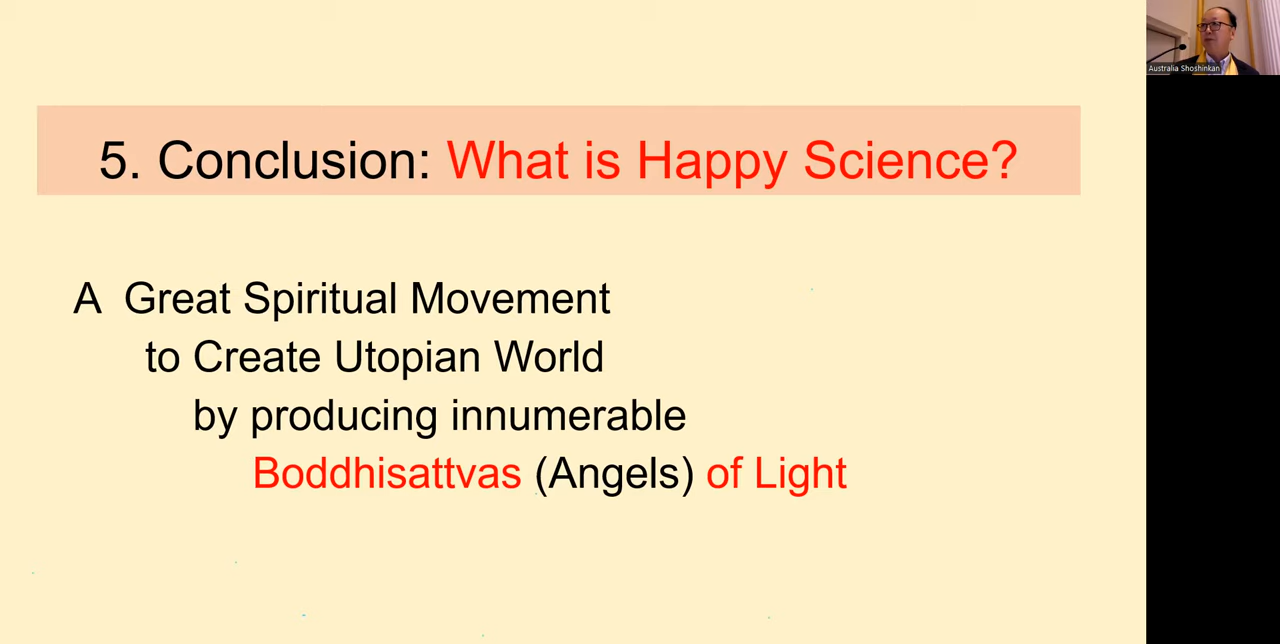 5. Conclusion: What is Happy Science?
A Great Spiritual Movement
to Create Utopian World
by producing innumerable
Boddhisattvas (Angels) of Light
Australia Shoshinkan